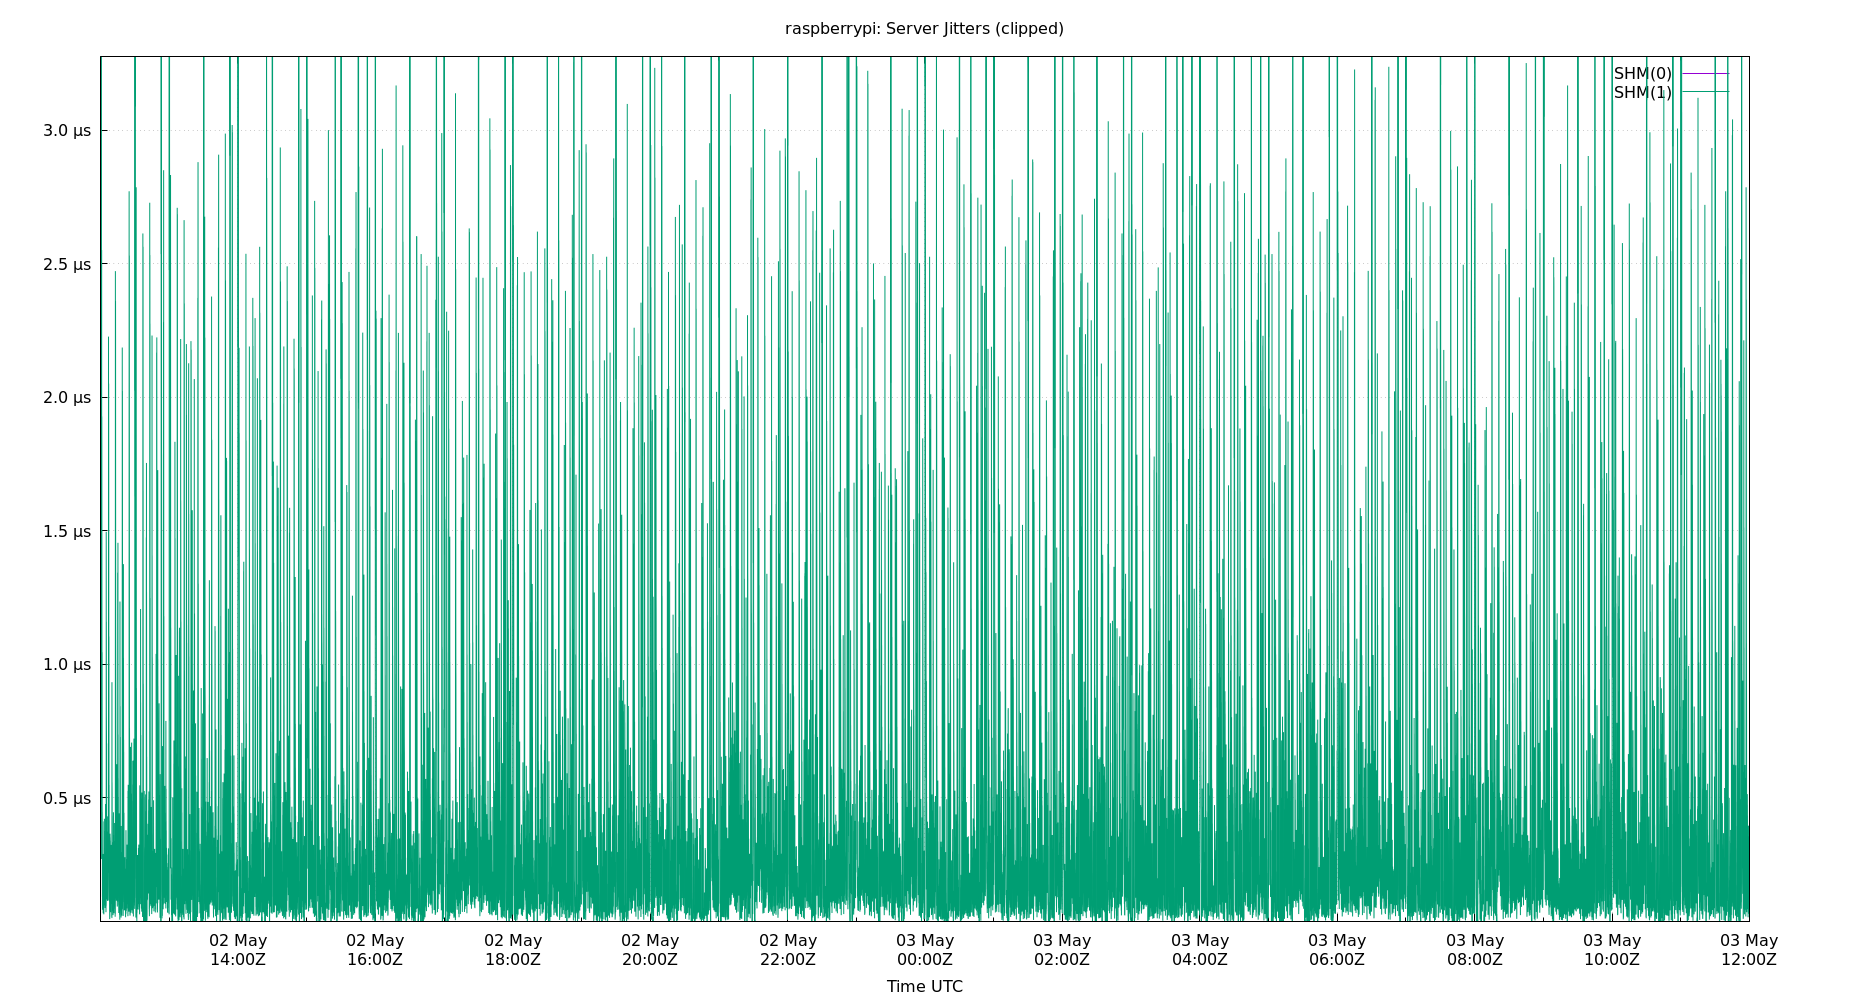 raspberrypi: Server Jitters (clipped)
SHM(0)
SHM(1)
3.0 µs
2.5 µs
2.0 µs
1.5 µs
1.0 µs
0.5 µs
02 May 02 May 02 May 02 May 02 May 03 May 03 May 03 May 03 May 03 May 03 May 03 May
14:00Z 16:00Z 18:00Z 20:00Z 22:00Z 00:00Z 02:00Z 04:00Z 06:00Z 08:00Z 10:00Z 12:00Z
Time UTC